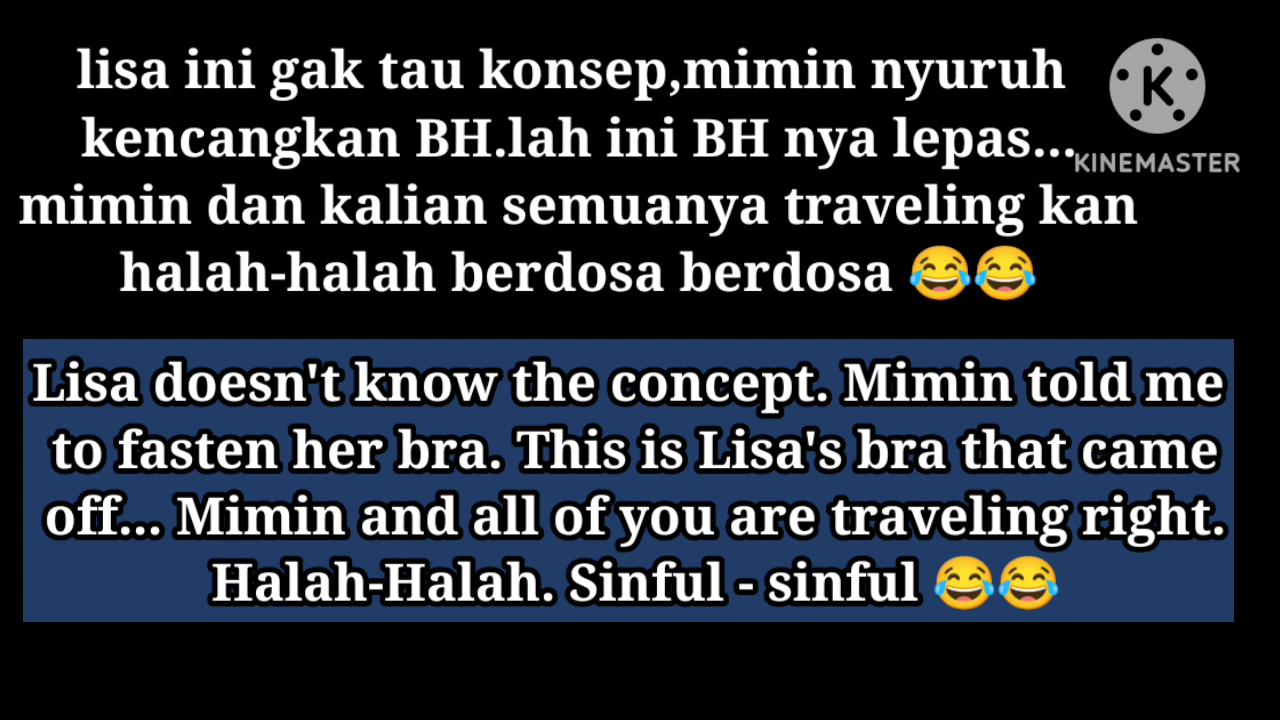 lisa ini gak tau konsep,mimin nyuruh
kencangkan BH.lah ini BH nya lepas...
mimin dan kalian semuanya traveling kan
halah-halah berdosa berdosa 😂😂
K
KINEMASTER
Lisa doesn't know the concept. Mimin told me
to fasten her bra. This is Lisa's bra that came
off... Mimin and all of you are traveling right.
Halah-Halah. Sinful - sinful 😂😂